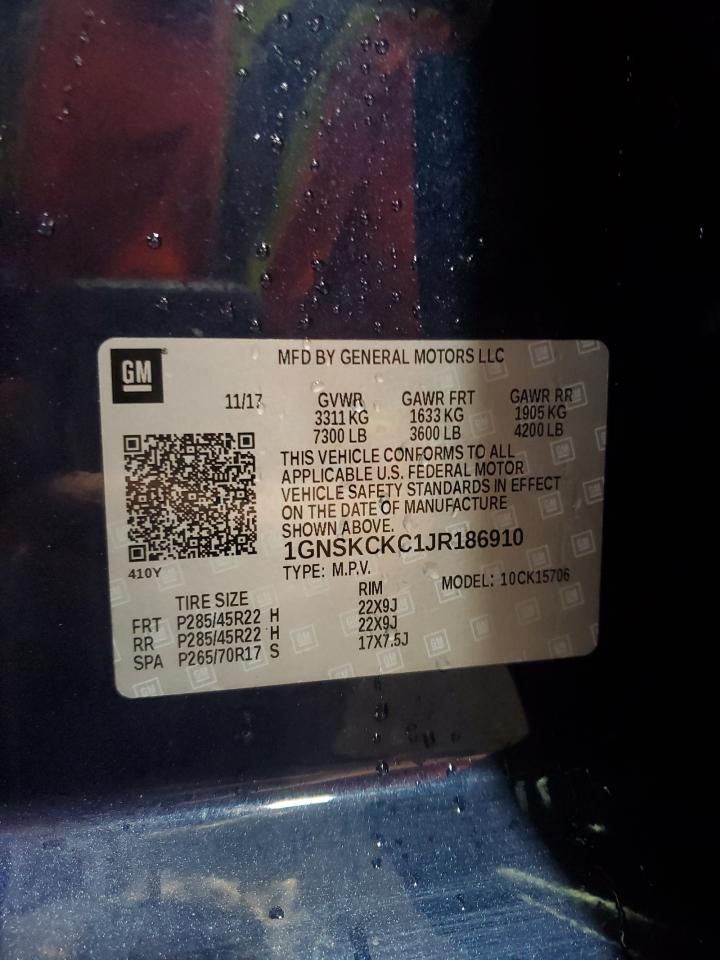 GM
MFD BY GENERAL MOTORS LLC
11/17 GVWR GAWR FRT GAWR RR
3311 KG 1633 KG 1905 KG
7300 LB 3600 LB 4200 LB
THIS VEHICLE CONFORMS TO ALL
APPLICABLE U.S. FEDERAL MOTOR
VEHICLE SAFETY STANDARDS IN EFFECT
ON THE DATE OF MANUFACTURE
SHOWN ABOVE.
1GNSKCKC1JR186910
410Y
TYPE: M.P.V. MODEL: 10CK15706
TIRE SIZE RIM
FRT P285/45R22 H 22X9J
RR P285/45R22 H 22X9J
SPA P265/70R17 S 17X7.5J